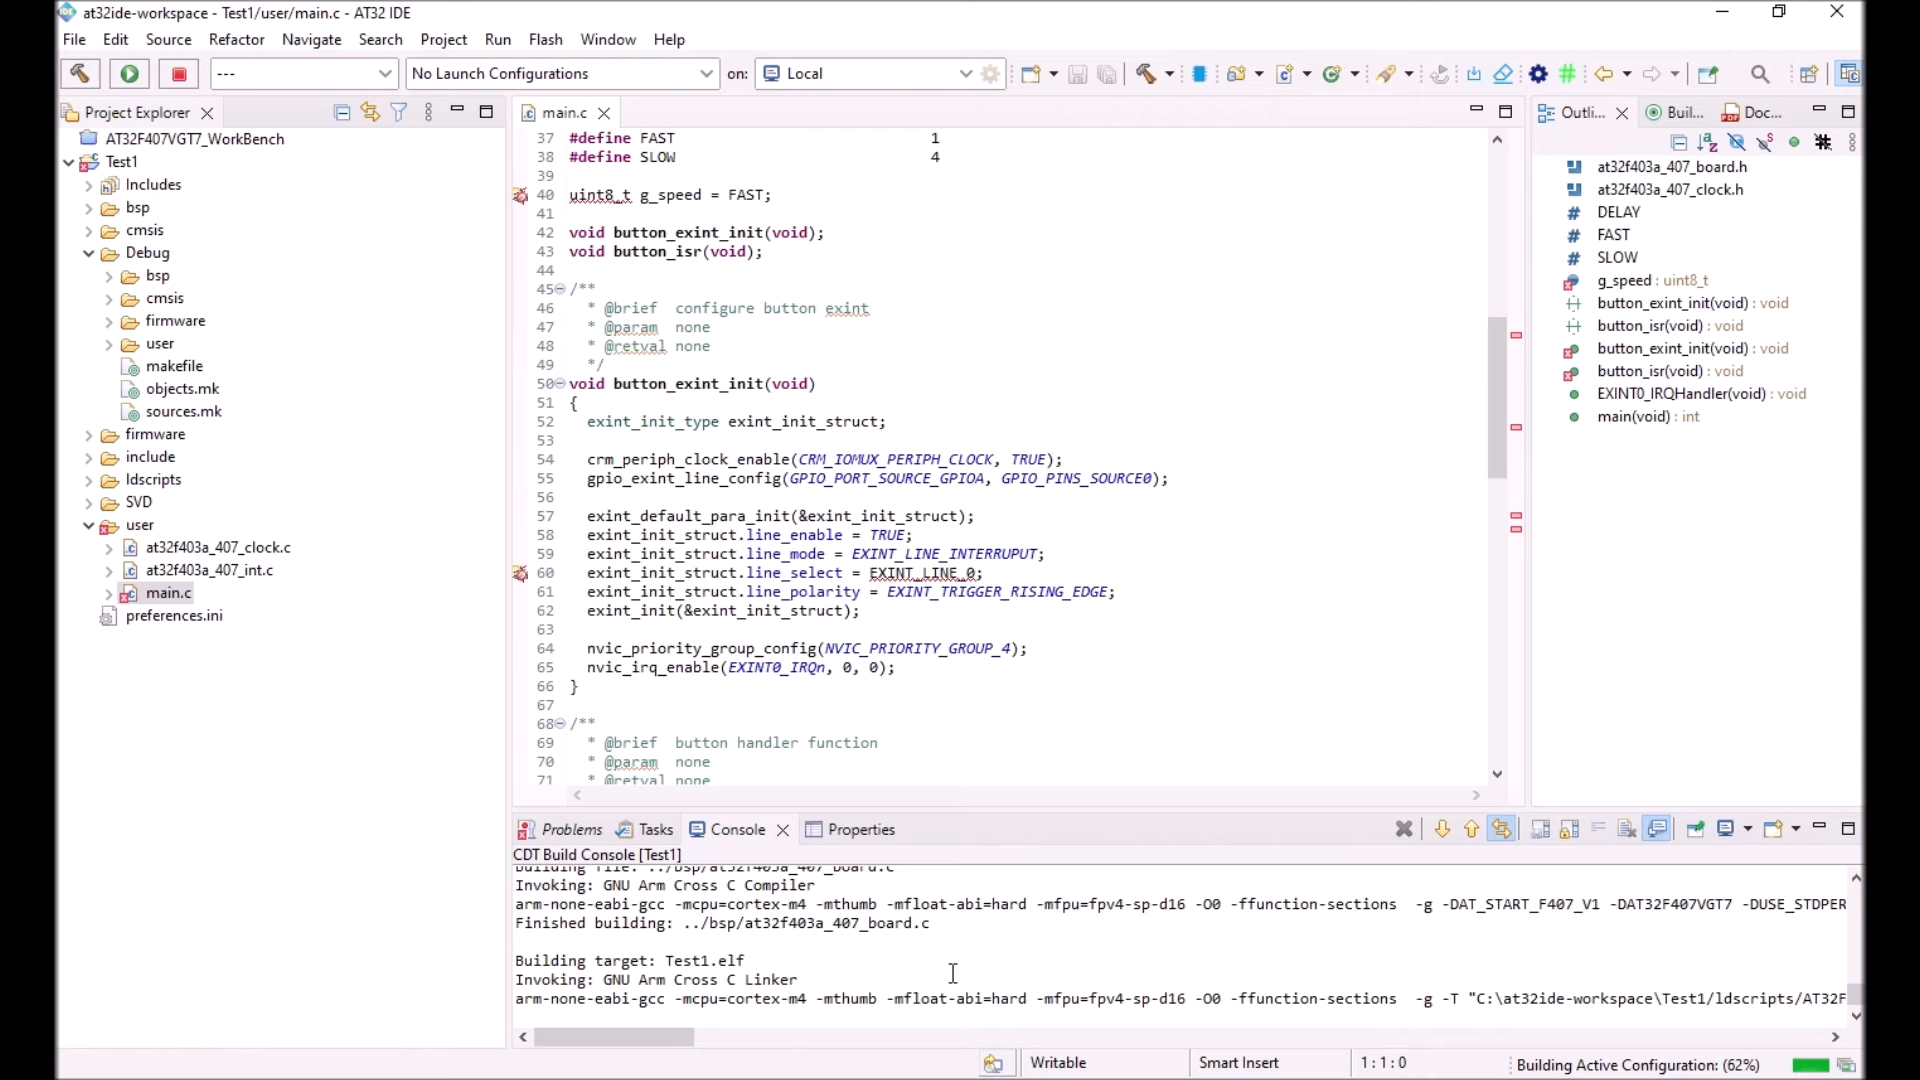 at32ide-workspace - Test1/user/main.c - AT32 IDE
File Edit Source Refactor Navigate Search Project Run Flash Window Help
--- No Launch Configurations on: Local
Project Explorer
AT32F407VGT7_WorkBench
Test1
Includes
bsp
cmsis
Debug
bsp
cmsis
firmware
user
makefile
objects.mk
sources.mk
firmware
include
ldscripts
SVD
user
at32f403a_407_clock.c
at32f403a_407_int.c
main.c
preferences.ini
main.c
37 #define FAST 1
38 #define SLOW 4
39
40 uint8_t g_speed = FAST;
41
42 void button_exint_init(void);
43 void button_isr(void);
44
45 /**
46 * @brief configure button exint
47 * @param none
48 * @retval none
49 */
50 void button_exint_init(void)
51 {
52 exint_init_type exint_init_struct;
53
54 crm_periph_clock_enable(CRM_IOMUX_PERIPH_CLOCK, TRUE);
55 gpio_exint_line_config(GPIO_PORT_SOURCE_GPIOA, GPIO_PINS_SOURCE0);
56
57 exint_default_para_init(&exint_init_struct);
58 exint_init_struct.line_enable = TRUE;
59 exint_init_struct.line_mode = EXINT_LINE_INTERRUPUT;
60 exint_init_struct.line_select = EXINT_LINE_0;
61 exint_init_struct.line_polarity = EXINT_TRIGGER_RISING_EDGE;
62 exint_init(&exint_init_struct);
63
64 nvic_priority_group_config(NVIC_PRIORITY_GROUP_4);
65 nvic_irq_enable(EXINT0_IRQn, 0, 0);
66 }
67
68 /**
69 * @brief button handler function
70 * @param none
71 * @retval none
Outli... Buil... Doc...
at32f403a_407_board.h
at32f403a_407_clock.h
DELAY
FAST
SLOW
g_speed : uint8_t
button_exint_init(void) : void
button_isr(void) : void
button_exint_init(void) : void
button_isr(void) : void
EXINT0_IRQHandler(void) : void
main(void) : int
Problems Tasks Console Properties
CDT Build Console [Test1]
Building file: ../bsp/at32f403a_407_board.c
Invoking: GNU Arm Cross C Compiler
arm-none-eabi-gcc -mcpu=cortex-m4 -mthumb -mfloat-abi=hard -mfpu=fpv4-sp-d16 -O0 -ffunction-sections -g -DAT_START_F407_V1 -DAT32F407VGT7 -DUSE_STDPER
Finished building: ../bsp/at32f403a_407_board.c
Building target: Test1.elf
Invoking: GNU Arm Cross C Linker
arm-none-eabi-gcc -mcpu=cortex-m4 -mthumb -mfloat-abi=hard -mfpu=fpv4-sp-d16 -O0 -ffunction-sections -g -T "C:\at32ide-workspace\Test1/ldscripts/AT32F
Writable Smart Insert 1 : 1 : 0 Building Active Configuration: (62%)